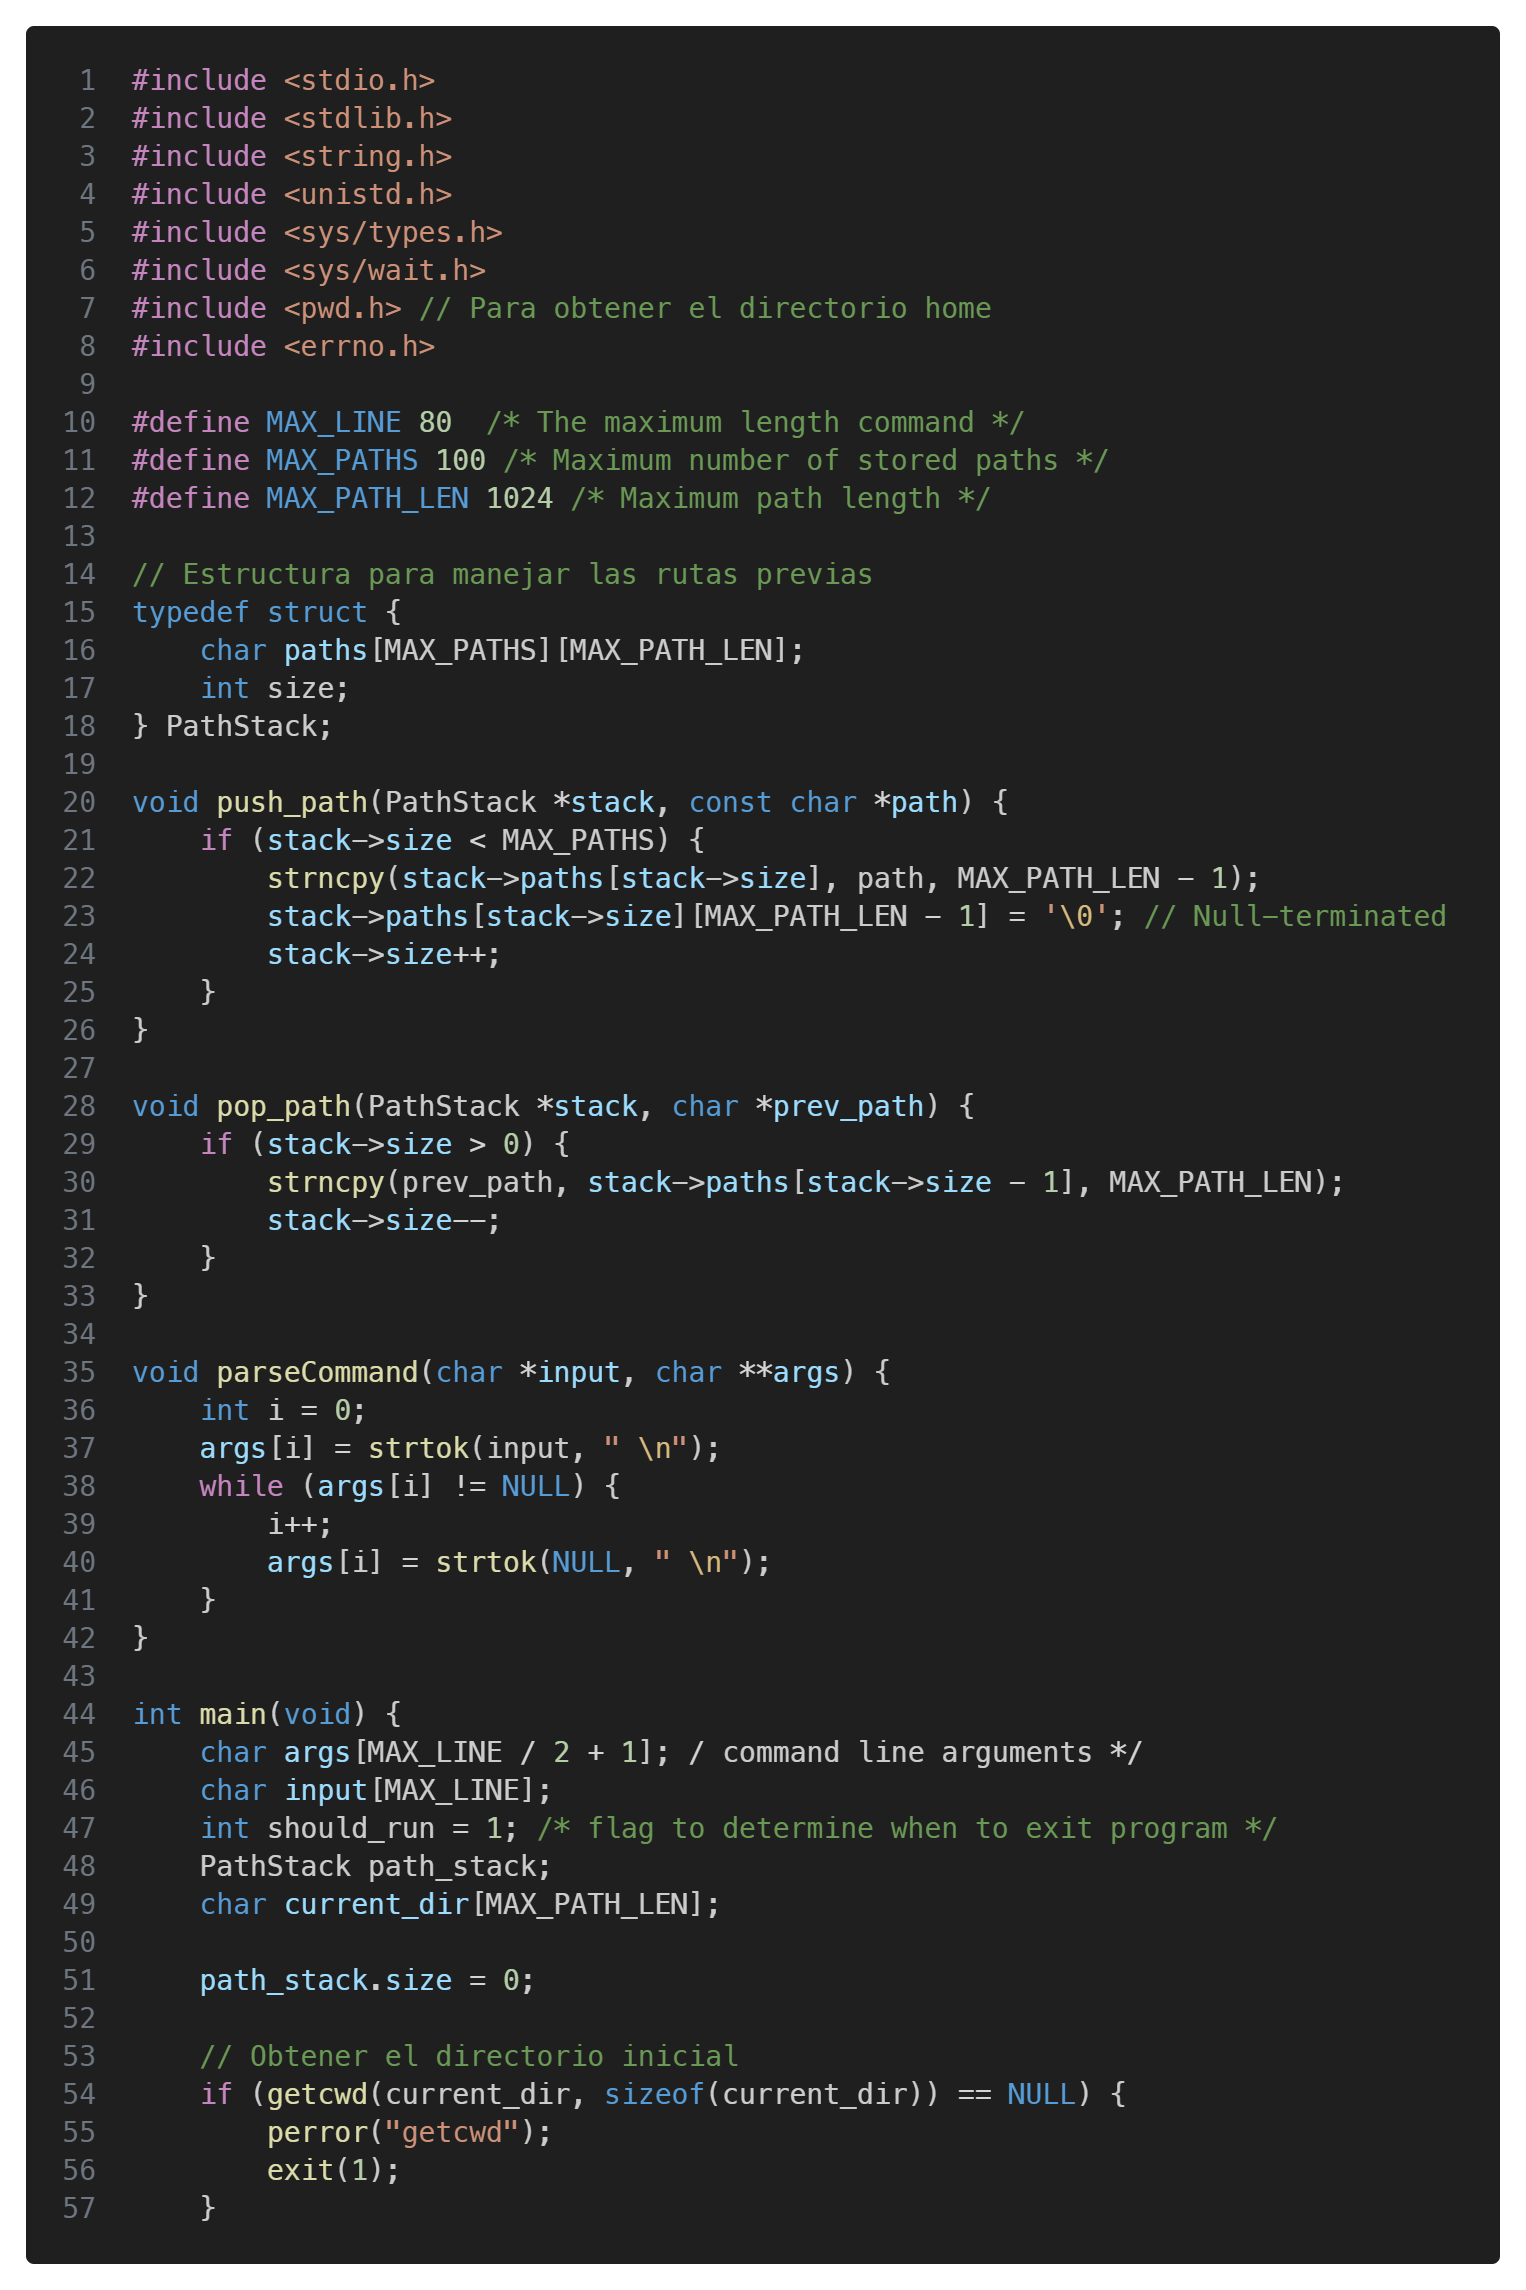 1 #include <stdio.h>
2 #include <stdlib.h>
3 #include <string.h>
4 #include <unistd.h>
5 #include <sys/types.h>
6 #include <sys/wait.h>
7 #include <pwd.h> // Para obtener el directorio home
8 #include <errno.h>
9
10 #define MAX_LINE 80  /* The maximum length command */
11 #define MAX_PATHS 100 /* Maximum number of stored paths */
12 #define MAX_PATH_LEN 1024 /* Maximum path length */
13
14 // Estructura para manejar las rutas previas
15 typedef struct {
16     char paths[MAX_PATHS][MAX_PATH_LEN];
17     int size;
18 } PathStack;
19
20 void push_path(PathStack *stack, const char *path) {
21     if (stack->size < MAX_PATHS) {
22         strncpy(stack->paths[stack->size], path, MAX_PATH_LEN - 1);
23         stack->paths[stack->size][MAX_PATH_LEN - 1] = '\0'; // Null-terminated
24         stack->size++;
25     }
26 }
27
28 void pop_path(PathStack *stack, char *prev_path) {
29     if (stack->size > 0) {
30         strncpy(prev_path, stack->paths[stack->size - 1], MAX_PATH_LEN);
31         stack->size--;
32     }
33 }
34
35 void parseCommand(char *input, char **args) {
36     int i = 0;
37     args[i] = strtok(input, " \n");
38     while (args[i] != NULL) {
39         i++;
40         args[i] = strtok(NULL, " \n");
41     }
42 }
43
44 int main(void) {
45     char args[MAX_LINE / 2 + 1]; / command line arguments */
46     char input[MAX_LINE];
47     int should_run = 1; /* flag to determine when to exit program */
48     PathStack path_stack;
49     char current_dir[MAX_PATH_LEN];
50
51     path_stack.size = 0;
52
53     // Obtener el directorio inicial
54     if (getcwd(current_dir, sizeof(current_dir)) == NULL) {
55         perror("getcwd");
56         exit(1);
57     }